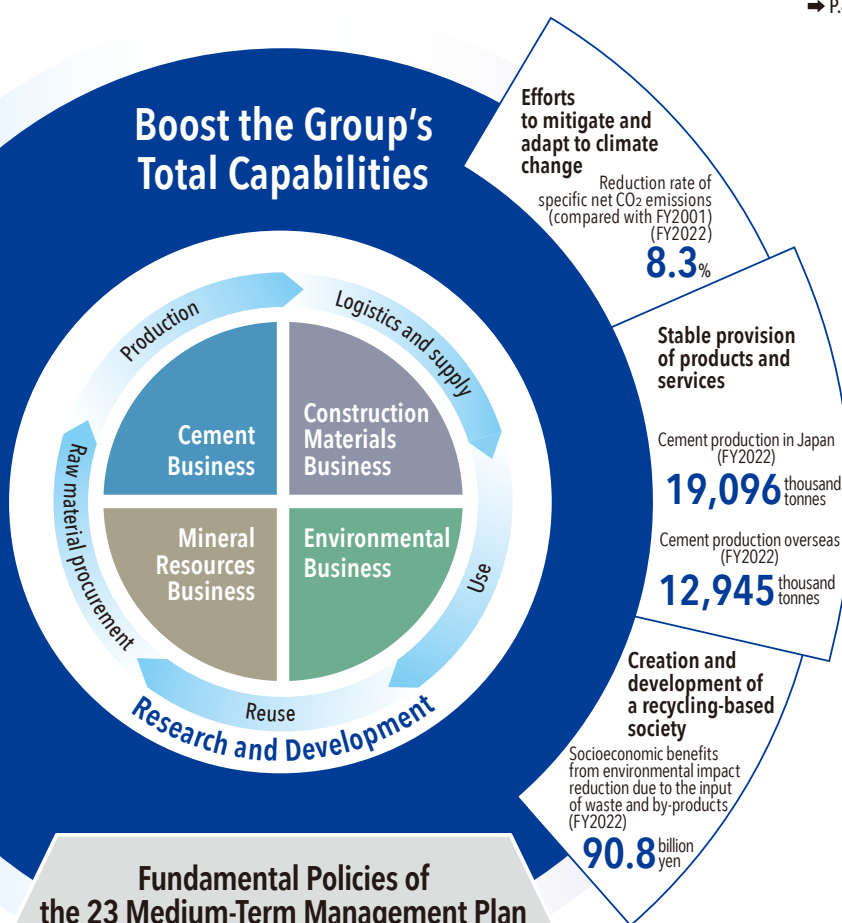 ➡ P.
Boost the Group's
Total Capabilities
Efforts
to mitigate and
adapt to climate
change
Reduction rate of
specific net CO2 emissions
(compared with FY2001)
(FY2022)
8.3%
Production
Logistics and supply
Use
Reuse
Raw material procurement
Cement
Business
Construction
Materials
Business
Mineral
Resources
Business
Environmental
Business
Research and Development
Stable provision
of products and
services
Cement production in Japan
(FY2022)
19,096 thousand
tonnes
Cement production overseas
(FY2022)
12,945 thousand
tonnes
Creation and
development of
a recycling-based
society
Socioeconomic benefits
from environmental impact
reduction due to the input
of waste and by-products
(FY2022)
90.8 billion
yen
Fundamental Policies of
the 23 Medium-Term Management Plan